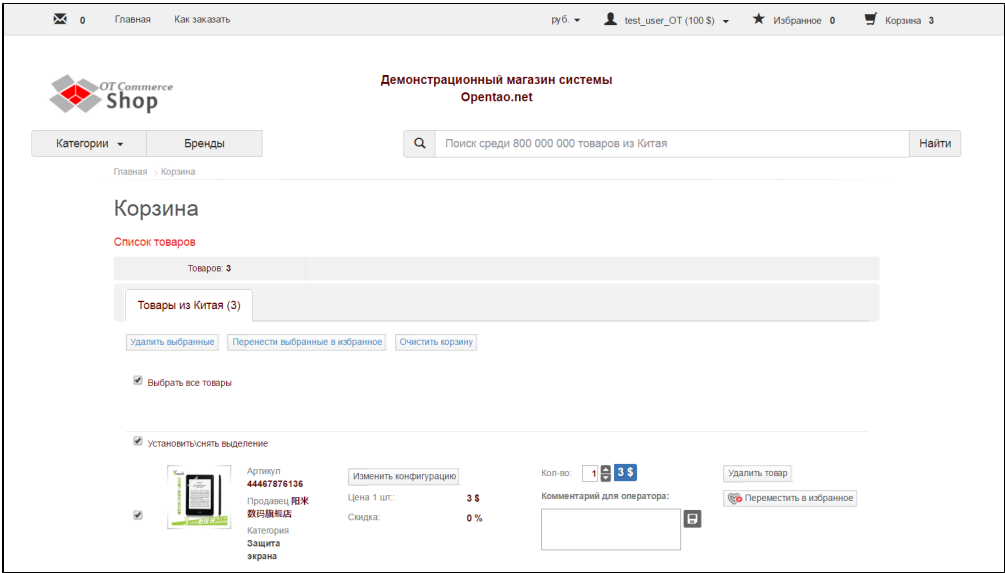 0 Главная Как заказать руб. test_user_OT (100 $) Избранное 0 Корзина 3
OT Commerce
Shop
Демонстрационный магазин системы
Opentao.net
Категории Бренды Поиск среди 800 000 000 товаров из Китая Найти
Главная Корзина
Корзина
Список товаров
Товаров: 3
Товары из Китая (3)
Удалить выбранные Перенести выбранные в избранное Очистить корзину
Выбрать все товары
Установить\снять выделение
Артикул
44467876136
Продавец 阳米
数码旗舰店
Категория
Защита
экрана
Изменить конфигурацию
Цена 1 шт.: 3 $
Скидка: 0 %
Кол-во: 1 3 $
Комментарий для оператора:
Удалить товар
Переместить в избранное